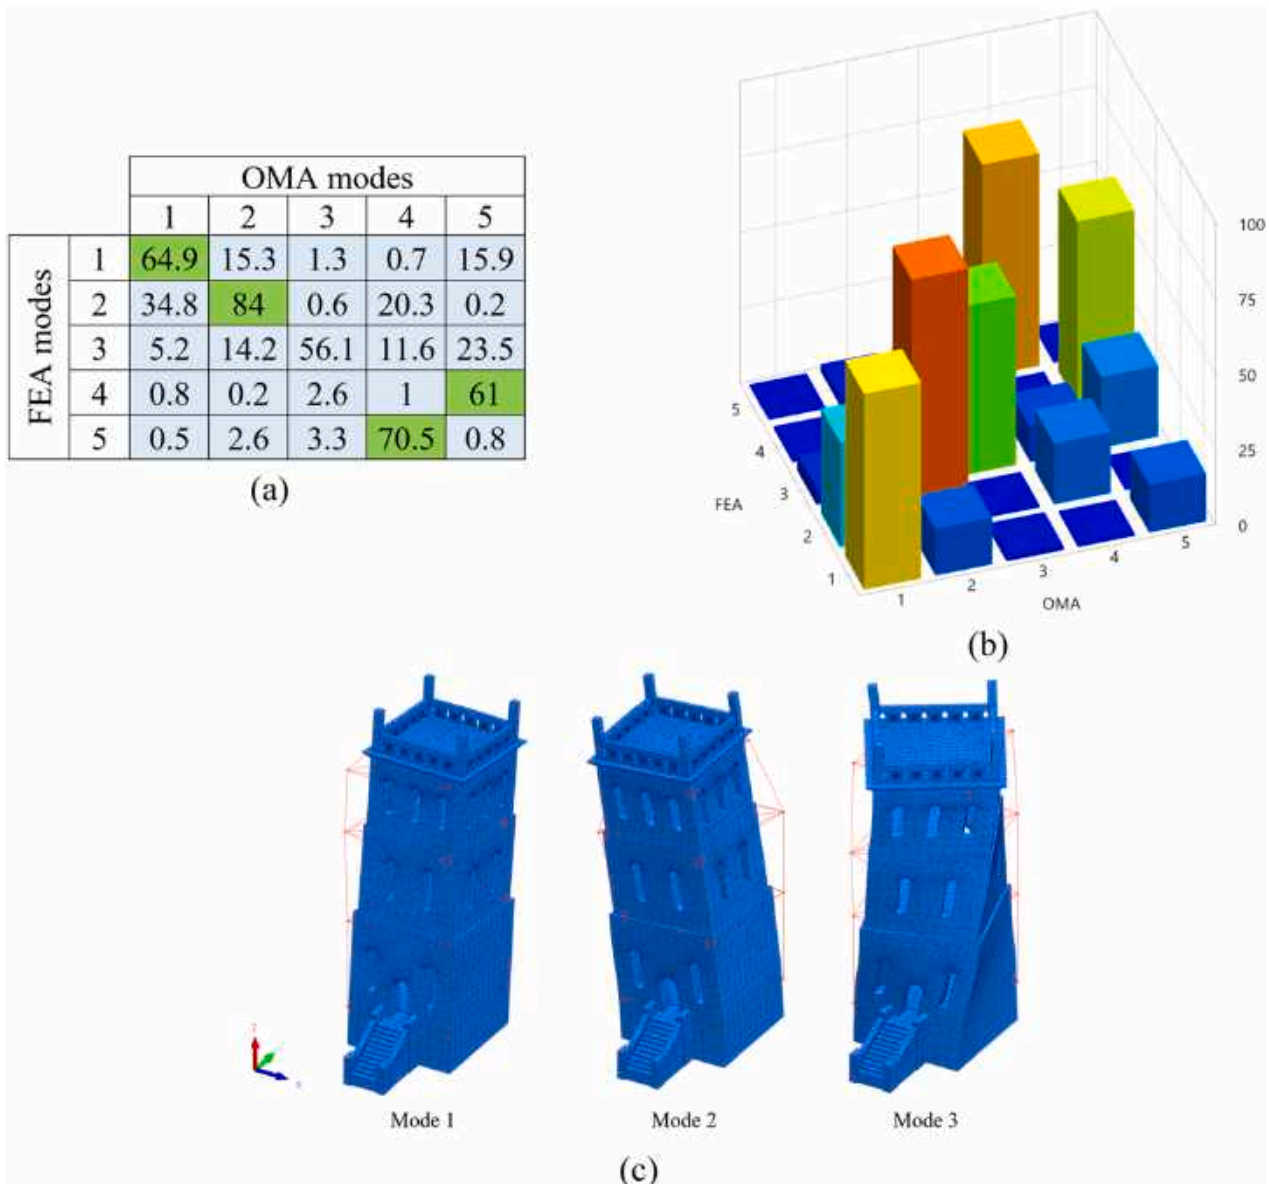 OMA modes
1 2 3 4 5
FEA modes
1 64.9 15.3 1.3 0.7 15.9
2 34.8 84 0.6 20.3 0.2
3 5.2 14.2 56.1 11.6 23.5
4 0.8 0.2 2.6 1 61
5 0.5 2.6 3.3 70.5 0.8
(a)
100
75
50
25
0
5
4
3
2
1
FEA
1
2
3
4
5
OMA
(b)
Mode 1 Mode 2 Mode 3
(c)